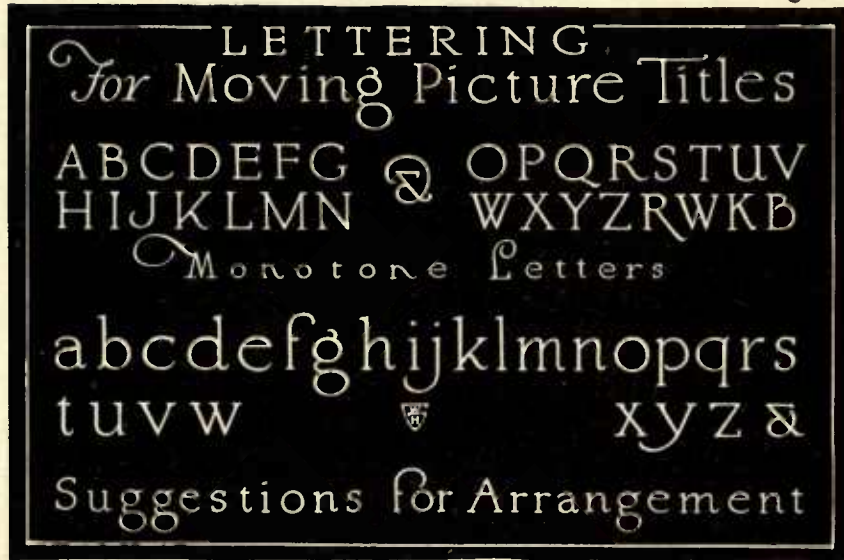 LETTERING
For Moving Picture Titles
ABCDEFG & OPQRSTUV
HIJKLMN WXYZRWKB
Monotone Letters
abcdefghijklmnopqrs
tuvw H xyz &
Suggestions for Arrangement